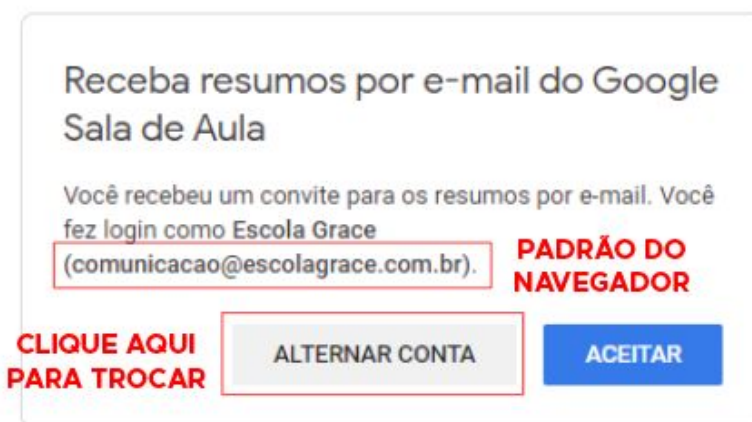 Receba resumos por e-mail do Google
Sala de Aula
Você recebeu um convite para os resumos por e-mail. Você
fez login como Escola Grace
(comunicacao@escolagrace.com.br).
PADRÃO DO
NAVEGADOR
CLIQUE AQUI
PARA TROCAR
ALTERNAR CONTA
ACEITAR